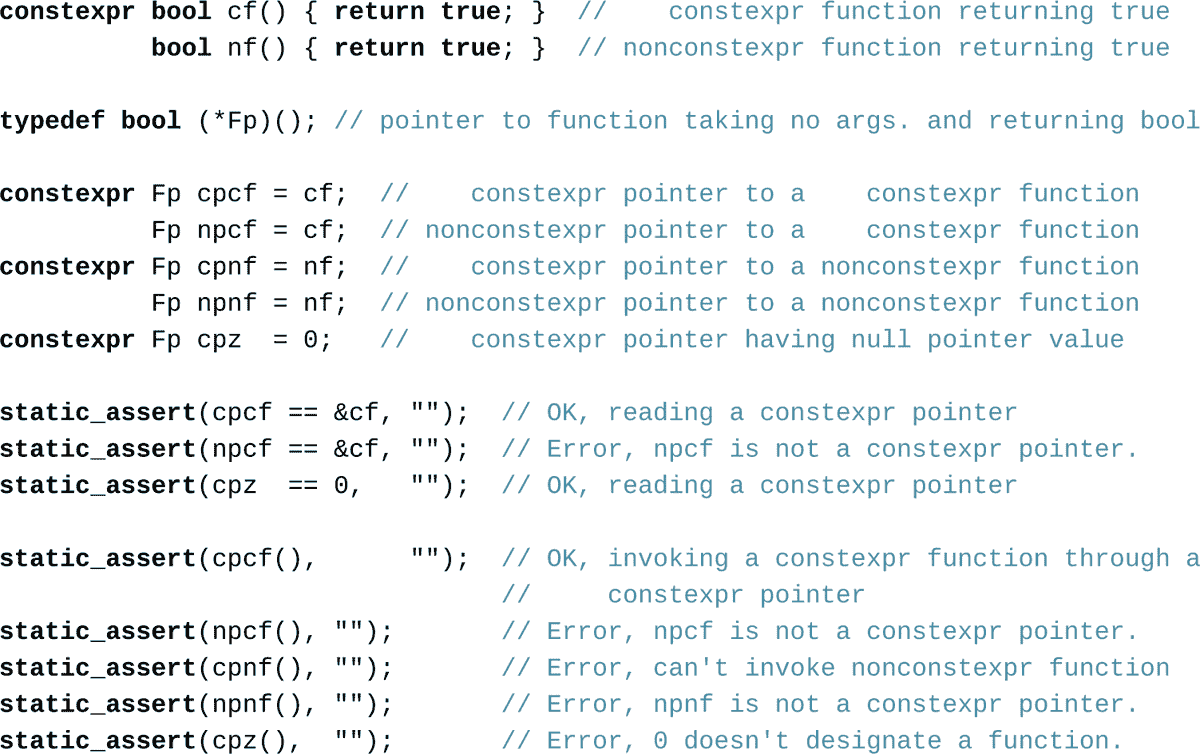 constexpr bool cf() { return true; }  //    constexpr function returning true
          bool nf() { return true; }  // nonconstexpr function returning true

typedef bool (*Fp)(); // pointer to function taking no args. and returning bool

constexpr Fp cpcf = cf;  //    constexpr pointer to a    constexpr function
          Fp npcf = cf;  // nonconstexpr pointer to a    constexpr function
constexpr Fp cpnf = nf;  //    constexpr pointer to a nonconstexpr function
          Fp npnf = nf;  // nonconstexpr pointer to a nonconstexpr function
constexpr Fp cpz  = 0;   //    constexpr pointer having null pointer value

static_assert(cpcf == &cf, "");  // OK, reading a constexpr pointer
static_assert(npcf == &cf, "");  // Error, npcf is not a constexpr pointer.
static_assert(cpz  == 0,   "");  // OK, reading a constexpr pointer

static_assert(cpcf(),      "");  // OK, invoking a constexpr function through a
                                 //     constexpr pointer
static_assert(npcf(), "");       // Error, npcf is not a constexpr pointer.
static_assert(cpnf(), "");       // Error, can't invoke nonconstexpr function
static_assert(npnf(), "");       // Error, npnf is not a constexpr pointer.
static_assert(cpz(),  "");       // Error, 0 doesn't designate a function.